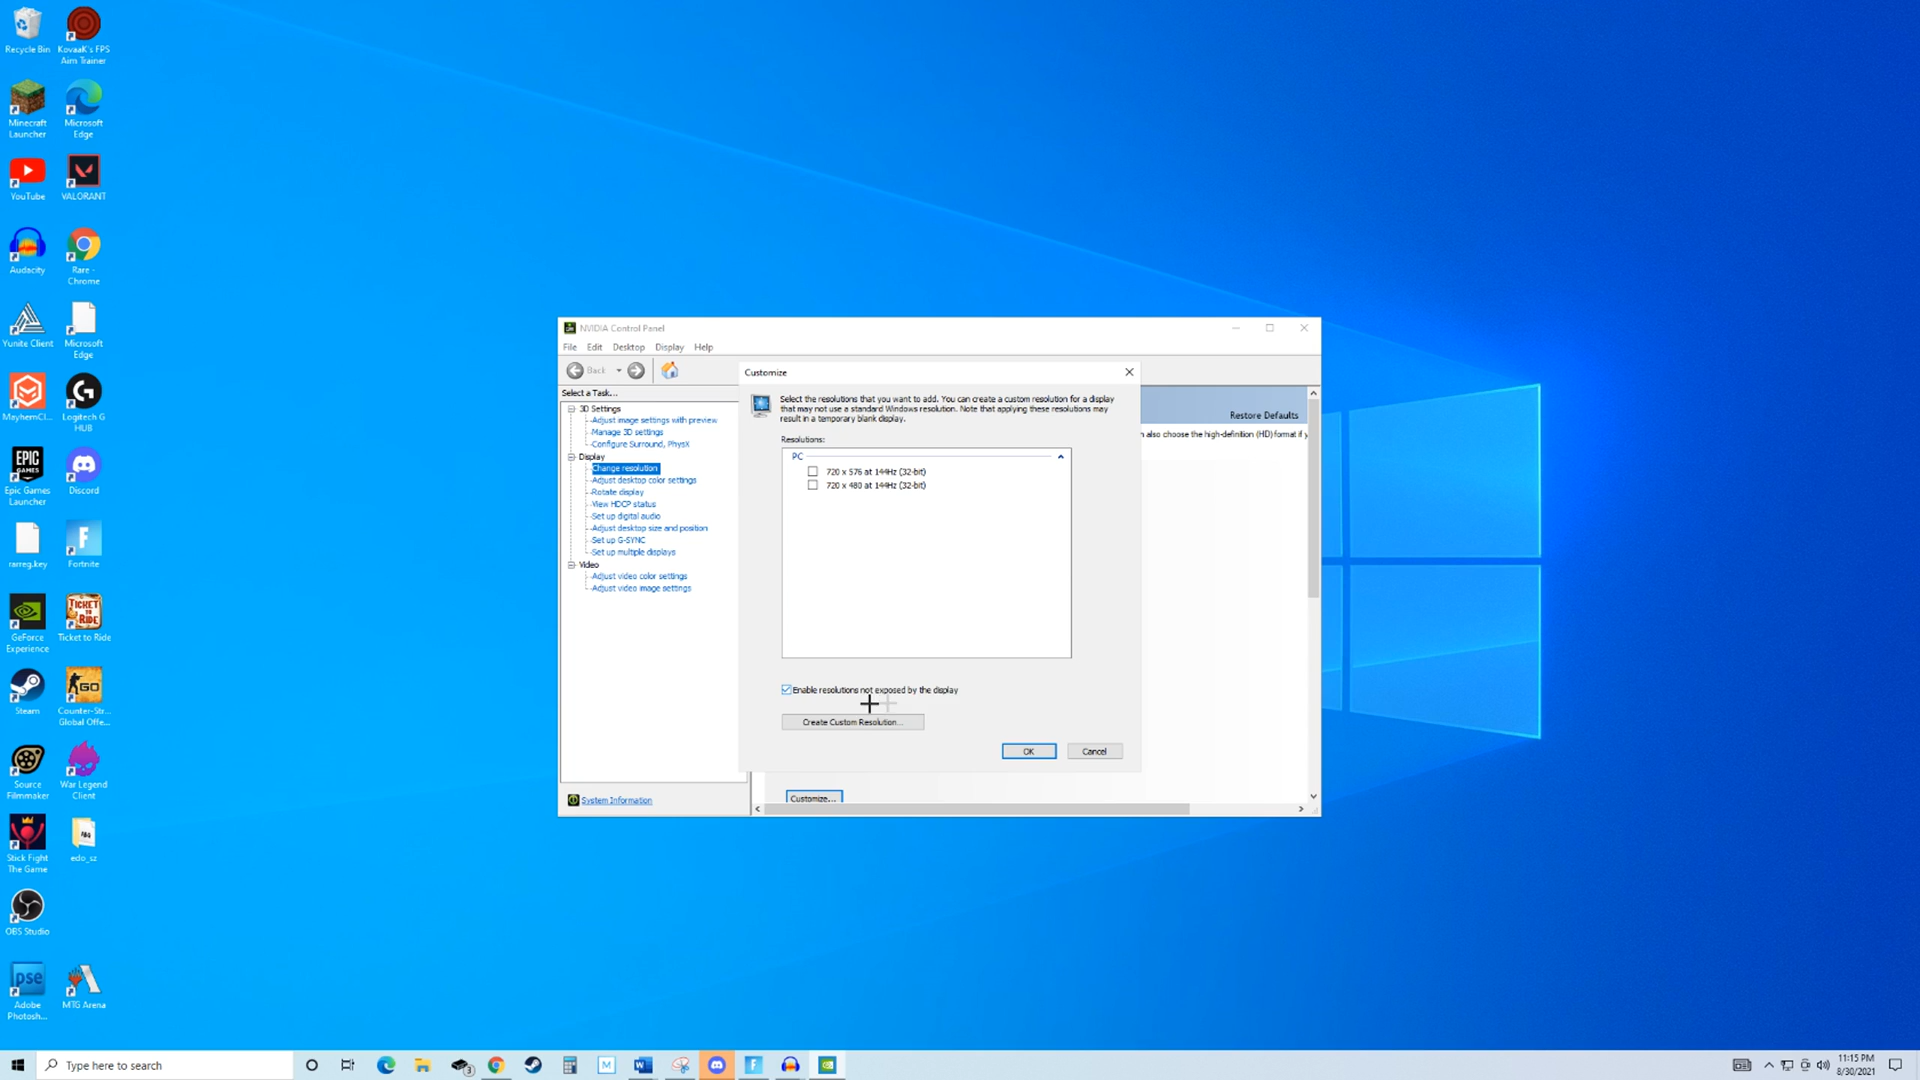 Recycle Bin
KovaaK's FPS
Aim Trainer
Minecraft
Launcher
Microsoft
Edge
YouTube
VALORANT
Audacity
Rare -
Chrome
Yunite Client
Microsoft
Edge
MayhemCl...
Logitech G
HUB
EPIC
GAMES
Epic Games
Launcher
Discord
rarreg.key
Fortnite
GeForce
Experience
TICKET
TO
RIDE
Ticket to Ride
Steam
GO
Counter-Str...
Global Offe...
Source
Filmmaker
War Legend
Client
Stick Fight
The Game
edo_sz
OBS Studio
pse
Adobe
Photosh...
MTG Arena
NVIDIA Control Panel
File Edit Desktop Display Help
Back
Select a Task...
3D Settings
Adjust image settings with preview
Manage 3D settings
Configure Surround, PhysX
Display
Change resolution
Adjust desktop color settings
Rotate display
View HDCP status
Set up digital audio
Adjust desktop size and position
Set up G-SYNC
Set up multiple displays
Video
Adjust video color settings
Adjust video image settings
System Information
Customize
Select the resolutions that you want to add. You can create a custom resolution for a display
that may not use a standard Windows resolution. Note that applying these resolutions may
result in a temporary blank display.
Resolutions:
PC
720 x 576 at 144Hz (32-bit)
720 x 480 at 144Hz (32-bit)
Enable resolutions not exposed by the display
Create Custom Resolution...
OK Cancel
Restore Defaults
n also choose the high-definition (HD) format if y
Customize...
Type here to search
3
M
11:15 PM
8/30/2021